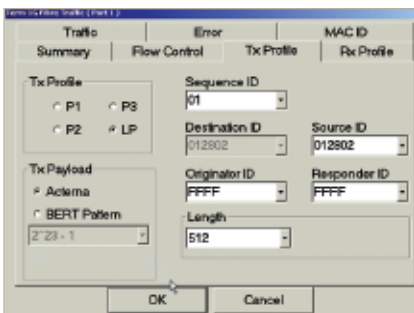 Term 1G Fibre Traffic ( Port 1 )
Traffic Error MAC ID
Summary Flow Control Tx Profile Rx Profile
Tx Profile
P1 P3
P2 LP
Tx Payload
Acterna
BERT Pattern
2^23 - 1
Sequence ID
01
Destination ID Source ID
012802 012802
Originator ID Responder ID
FFFF FFFF
Length
512
OK Cancel